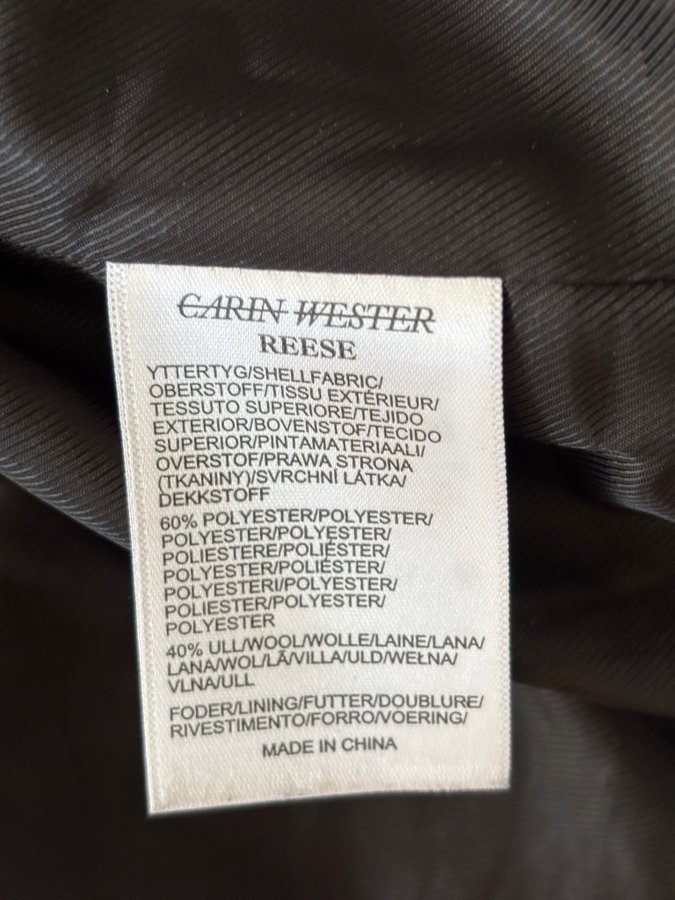 CARIN WESTER
REESE
YTTERTYG/SHELLFABRIC/
OBERSTOFF/TISSU EXTÉRIEUR/
TESSUTO SUPERIORE/TEJIDO
EXTERIOR/BOVENSTOF/TECIDO
SUPERIOR/PINTAMATERIAALI/
OVERSTOF/PRAWA STRONA
(TKANINY)/SVRCHNÍ LÁTKA/
DEKKSTOFF
60% POLYESTER/POLYESTER/
POLYESTER/POLYESTER/
POLIESTERE/POLIÉSTER/
POLYESTER/POLIÉSTER/
POLYESTERI/POLYESTER/
POLIESTER/POLYESTER/
POLYESTER
40% ULL/WOOL/WOLLE/LAINE/LANA/
LANA/WOL/LÃ/VILLA/ULD/WEŁNA/
VLNA/ULL
FODER/LINING/FUTTER/DOUBLURE/
RIVESTIMENTO/FORRO/VOERING/
MADE IN CHINA